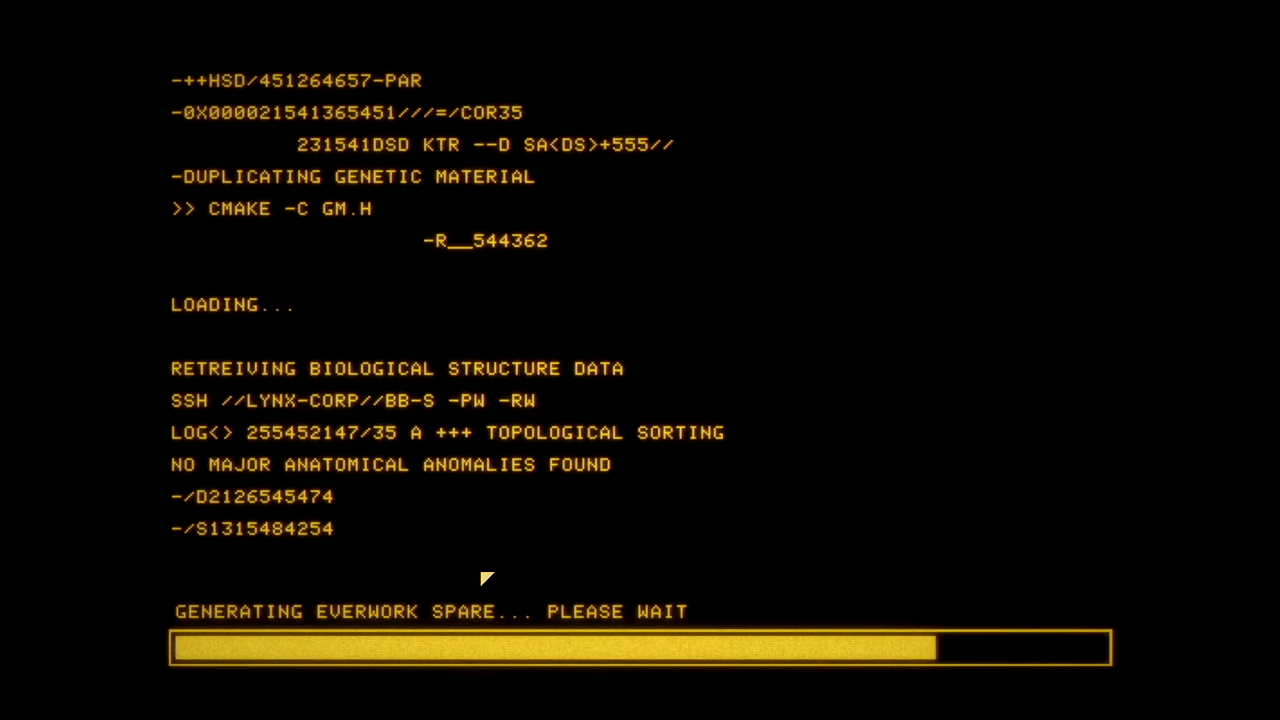 -++HSD/451264657-PAR
-0X000021541365451///=/COR35
231541DSD KTR --D SA<DS>+555//
-DUPLICATING GENETIC MATERIAL
>> CMAKE -C GM.H
-R__544362
LOADING...
RETREIVING BIOLOGICAL STRUCTURE DATA
SSH //LYNX-CORP//BB-S -PW -RW
LOG<> 255452147/35 A +++ TOPOLOGICAL SORTING
NO MAJOR ANATOMICAL ANOMALIES FOUND
-/D2126545474
-/S1315484254
GENERATING EVERWORK SPARE... PLEASE WAIT